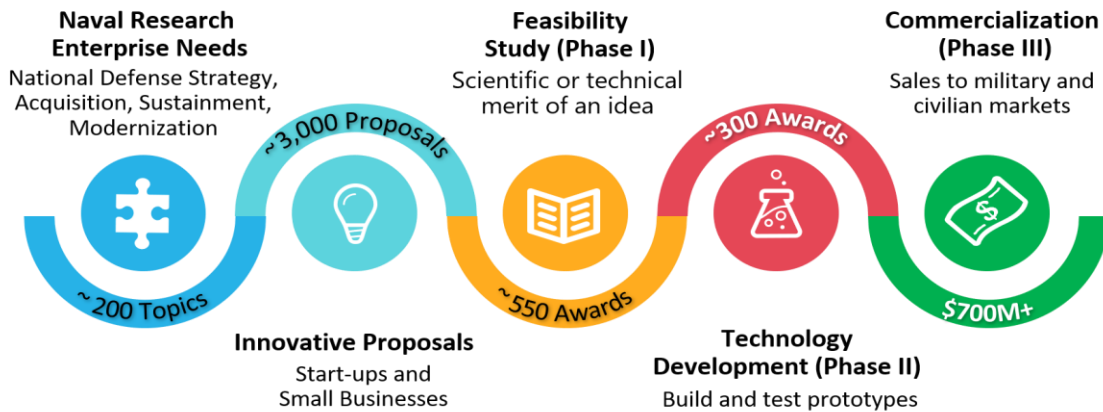 Naval Research
Enterprise Needs
National Defense Strategy,
Acquisition, Sustainment,
Modernization
~200 Topics
~3,000 Proposals
Innovative Proposals
Start-ups and
Small Businesses
Feasibility
Study (Phase I)
Scientific or technical
merit of an idea
~550 Awards
~300 Awards
Technology
Development (Phase II)
Build and test prototypes
Commercialization
(Phase III)
Sales to military and
civilian markets
$
$700M+